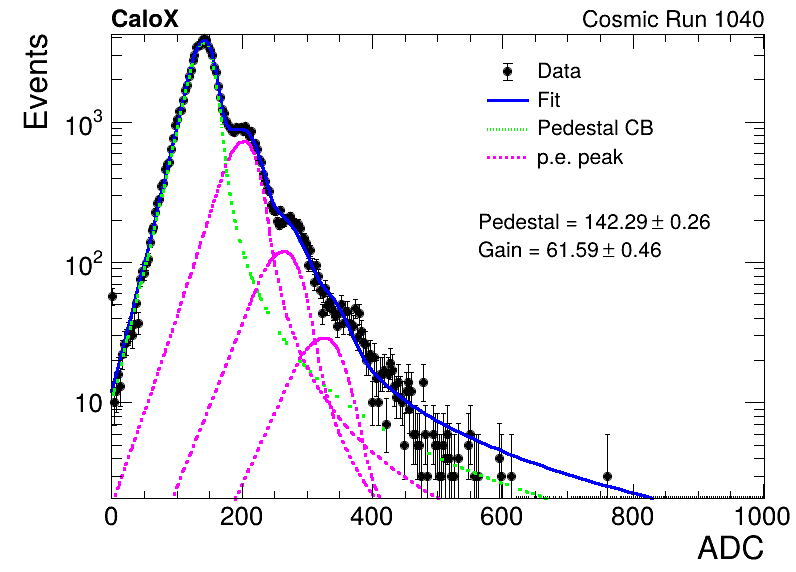 CaloX
Cosmic Run 1040
Events
Data
Fit
Pedestal CB
p.e. peak
Pedestal = 142.29 ± 0.26
Gain = 61.59 ± 0.46
10³
10²
10
0 200 400 600 800 1000
ADC